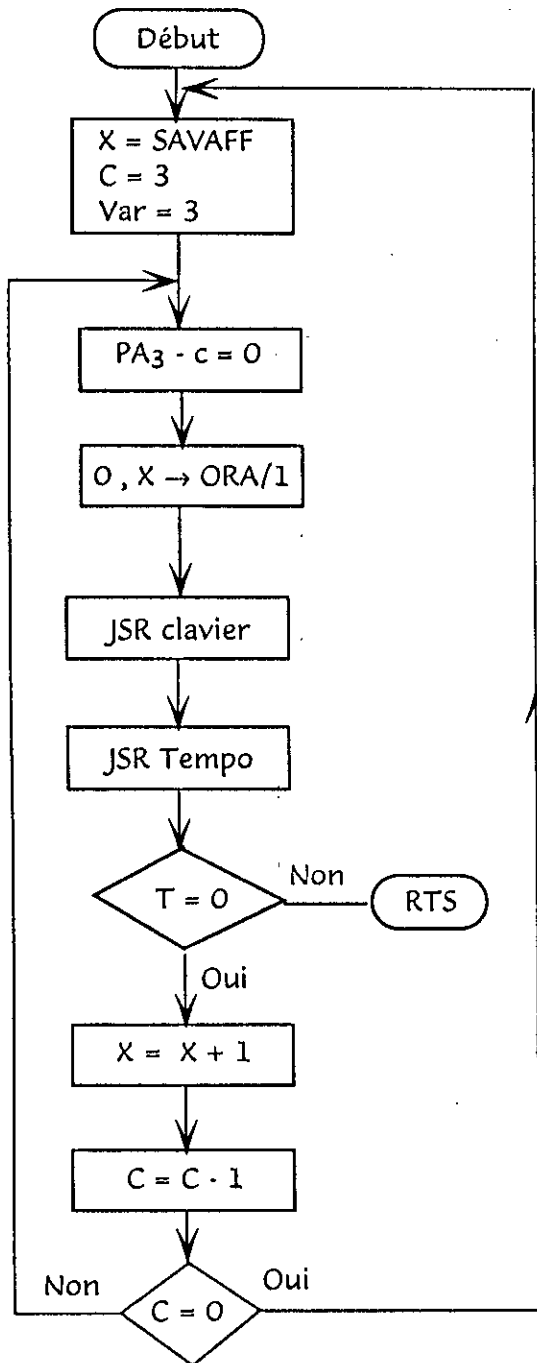 Début
X = SAVAFF
C = 3
Var = 3
PA3 - c = 0
0 , X → ORA/1
JSR clavier
JSR Tempo
T = 0
Non
RTS
Oui
X = X + 1
C = C - 1
Non
C = 0
Oui